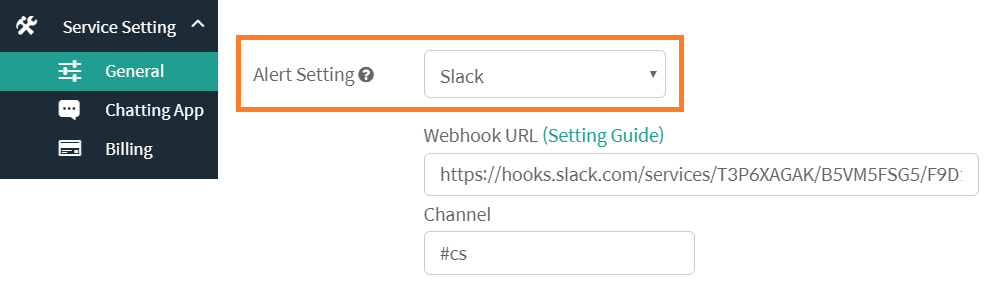 Service Setting
General
Chatting App
Billing
Alert Setting
Slack
Webhook URL (Setting Guide)
https://hooks.slack.com/services/T3P6XAGAK/B5VM5FSG5/F9D
Channel
#cs